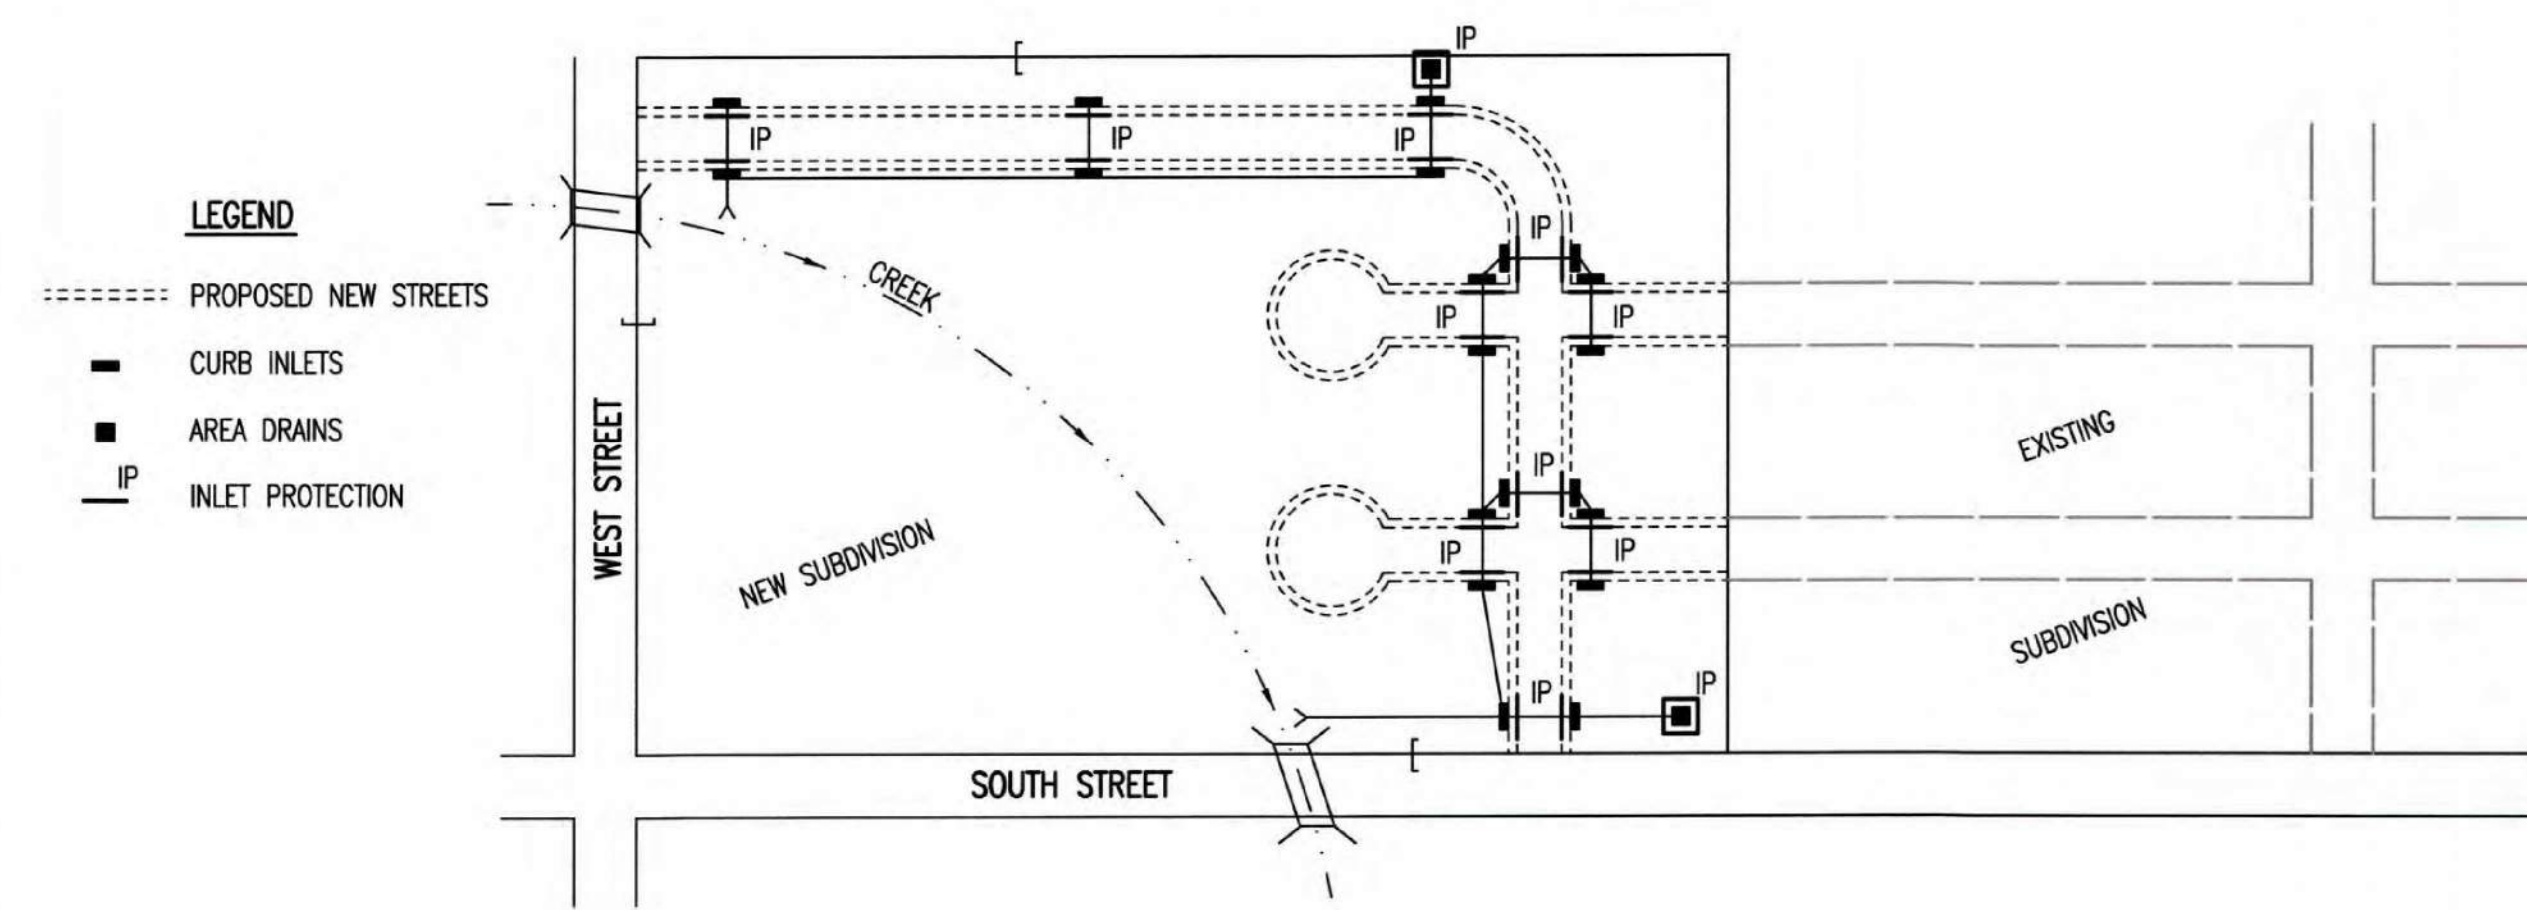 LEGEND
PROPOSED NEW STREETS
CURB INLETS
AREA DRAINS
IP
INLET PROTECTION
WEST STREET
SOUTH STREET
NEW SUBDIVISION
CREEK
IP
IP
IP
IP
IP
IP
IP
IP
IP
IP
IP
IP
EXISTING
SUBDIVISION